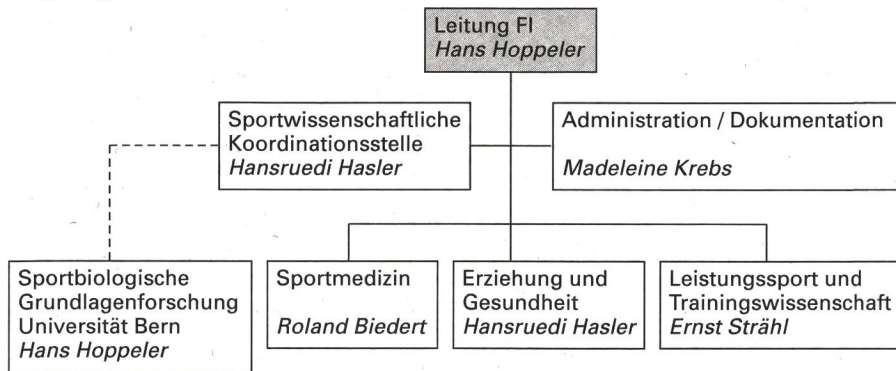 Leitung FI
Hans Hoppeler
Sportwissenschaftliche
Koordinationsstelle
Hansruedi Hasler
Administration / Dokumentation
Madeleine Krebs
Sportbiologische
Grundlagenforschung
Universität Bern
Hans Hoppeler
Sportmedizin
Roland Biedert
Erziehung und
Gesundheit
Hansruedi Hasler
Leistungssport und
Trainingswissenschaft
Ernst Strähl